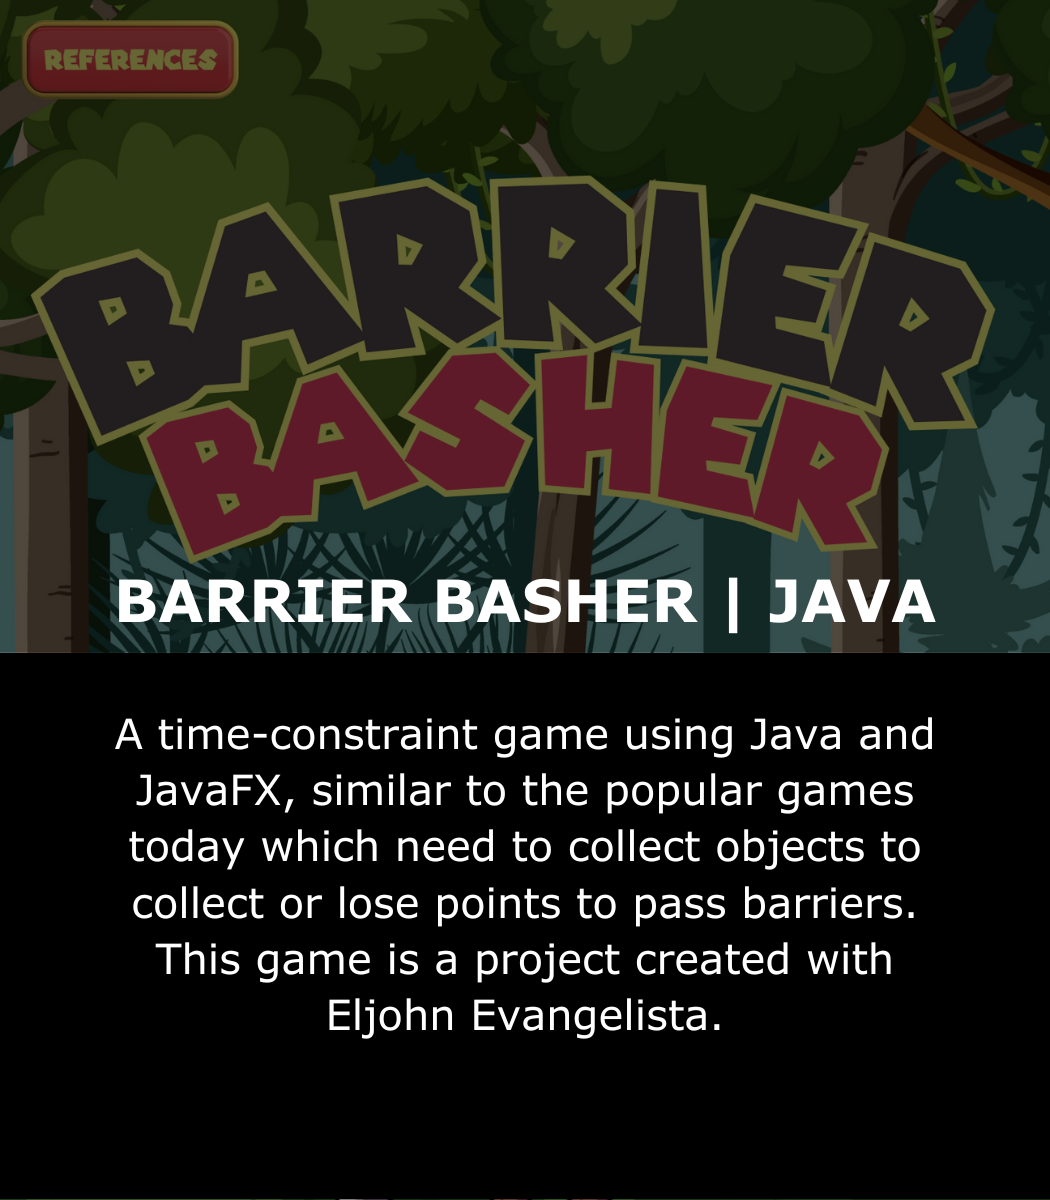 REFERENCES
BARRIER
BASHER
BARRIER BASHER | JAVA
A time-constraint game using Java and
JavaFX, similar to the popular games
today which need to collect objects to
collect or lose points to pass barriers.
This game is a project created with
Eljohn Evangelista.